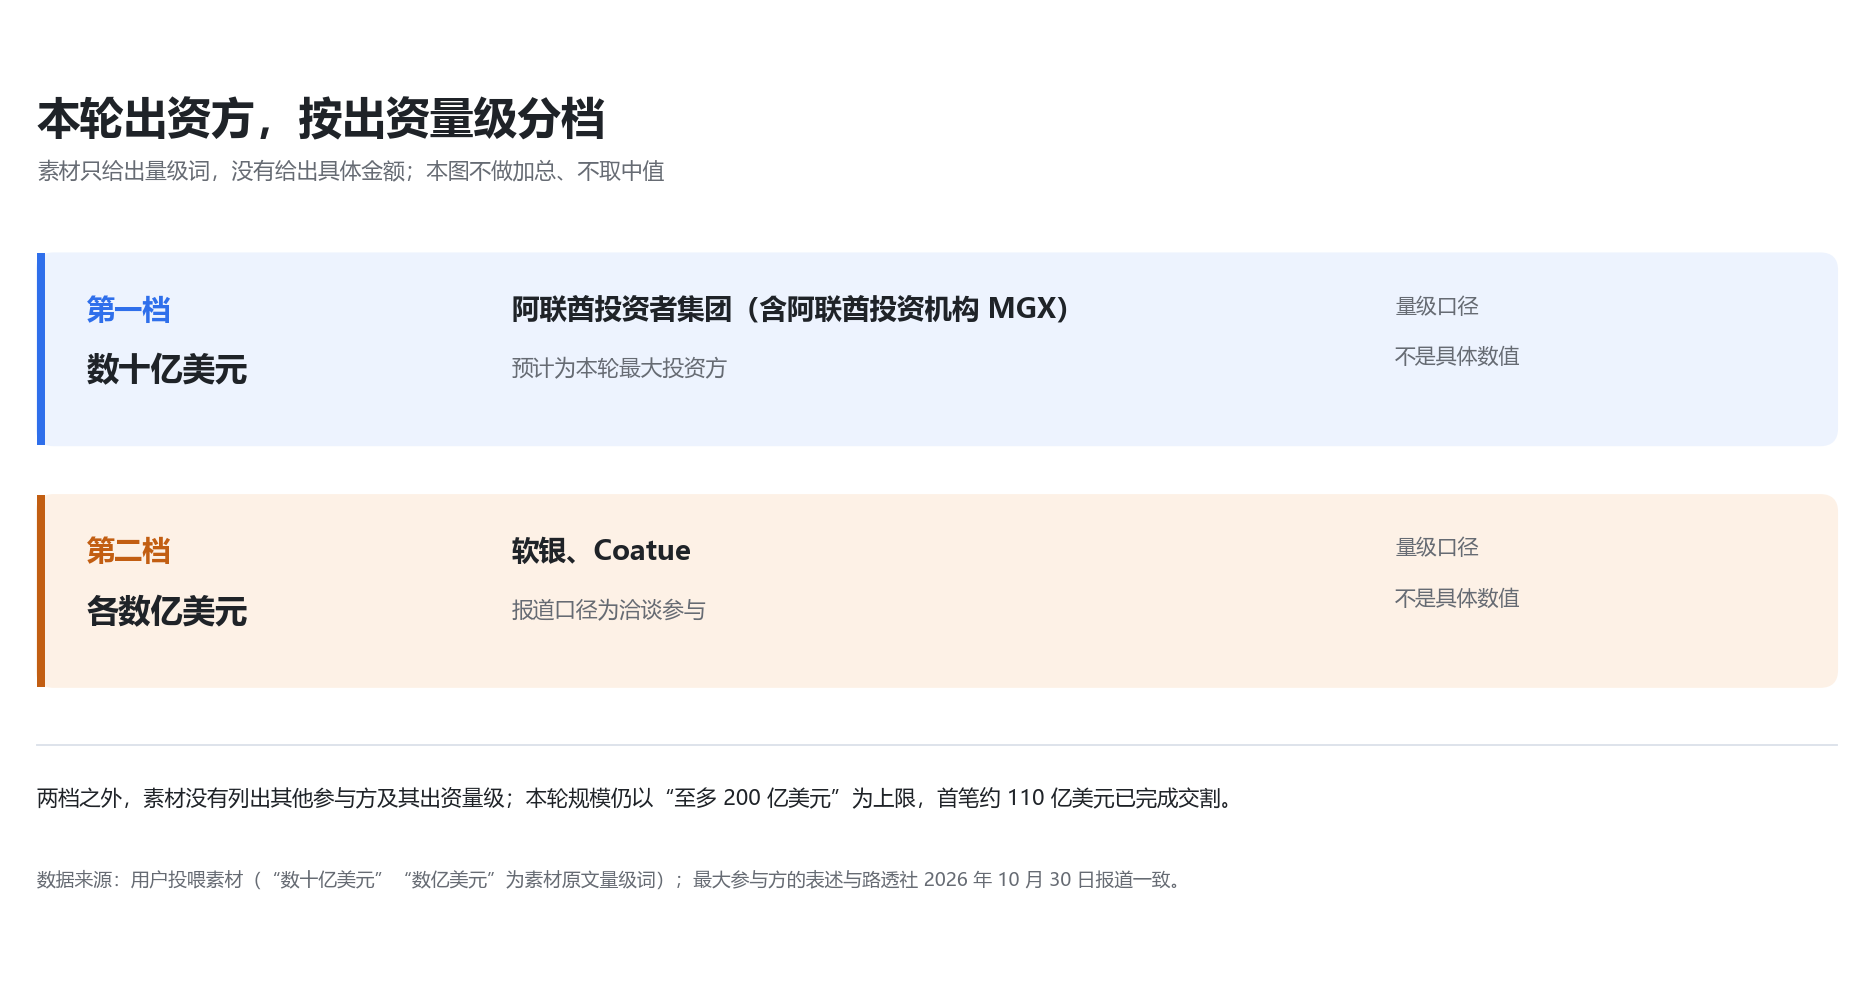 本轮出资方，按出资量级分档
素材只给出量级词，没有给出具体金额；本图不做加总、不取中值
第一档
数十亿美元
阿联酋投资者集团（含阿联酋投资机构 MGX）
预计为本轮最大投资方
量级口径
不是具体数值
第二档
各数亿美元
软银、Coatue
报道口径为洽谈参与
量级口径
不是具体数值
两档之外，素材没有列出其他参与方及其出资量级；本轮规模仍以“至多 200 亿美元”为上限，首笔约 110 亿美元已完成交割。
数据来源：用户投喂素材（“数十亿美元”“数亿美元”为素材原文量级词）；最大参与方的表述与路透社 2026 年 10 月 30 日报道一致。